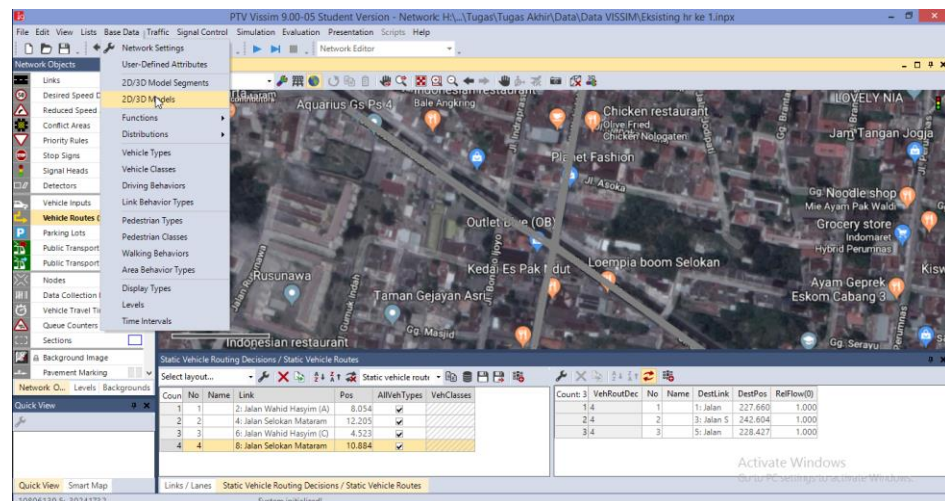 PTV Vissim 9.00-05 Student Version - Network: H:\...\Tugas\Tugas Akhir\Data\Data VISSIM\Eksisting hr ke 1.inpx
File Edit View Lists Base Data Traffic Signal Control Simulation Evaluation Presentation Scripts Help
Network Editor
Network Objects
Links
Desired Speed D
Reduced Speed
Conflict Areas
Priority Rules
Stop Signs
Signal Heads
Detectors
Vehicle Inputs
Vehicle Routes (
Parking Lots
Public Transport
Public Transport
Nodes
Data Collection
Vehicle Travel Ti
Queue Counters
Sections
Background Image
Pavement Marking
Network O... Levels Backgrounds
Network Settings
User-Defined Attributes
2D/3D Model Segments
2D/3D Models
Functions
Distributions
Vehicle Types
Vehicle Classes
Driving Behaviors
Link Behavior Types
Pedestrian Types
Pedestrian Classes
Walking Behaviors
Area Behavior Types
Display Types
Levels
Time Intervals
Aquarius Gs Ps 4
Bale Angkring
Chicken restaurant
Olive Fried
Chicken Nologaten
LOVELY NIA
Jam Tangan Jogja
Jl. Asoka
Gg. Noodle shop
Mie Ayam Pak Waldi
Grocery store
Indomaret
Hybrid Perumnas
Kisw
Loempia boom Selokan
Ayam Geprek
Eskom Cabang 3
Rusunawa
Taman Gejayan Asri
Gg. Masjid
Gg. Serayu
Indonesian restaurant
Static Vehicle Routing Decisions / Static Vehicle Routes
Select layout...
Static vehicle route
Coun No Name Link Pos AllVehTypes VehClasses
1 1 2: Jalan Wahid Hasyim (A) 8.054
2 2 4: Jalan Selokan Mataram 12.205
3 3 6: Jalan Wahid Hasyim (C) 4.523
4 4 8: Jalan Selokan Mataram 10.884
Count: 3 VehRoutDec No Name DestLink DestPos RelFlow(0)
1 4 1 1: Jalan 227.660 1.000
2 4 2 3: Jalan S 242.604 1.000
3 4 3 5: Jalan 228.427 1.000
Quick View
Quick View Smart Map
Links / Lanes Static Vehicle Routing Decisions / Static Vehicle Routes
Activate Windows
Go to PC settings to activate Windows.